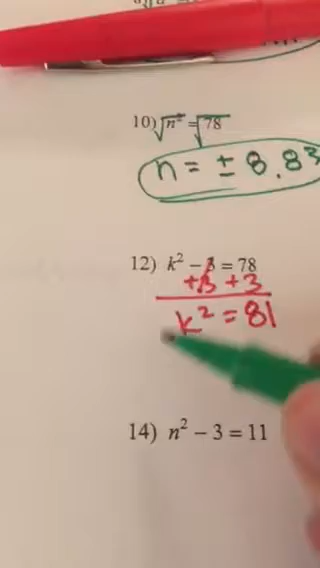 10) √n² = √78
n = ± 8.83
12) k² - 3 = 78
+3 +3
k² = 81
14) n² - 3 = 11